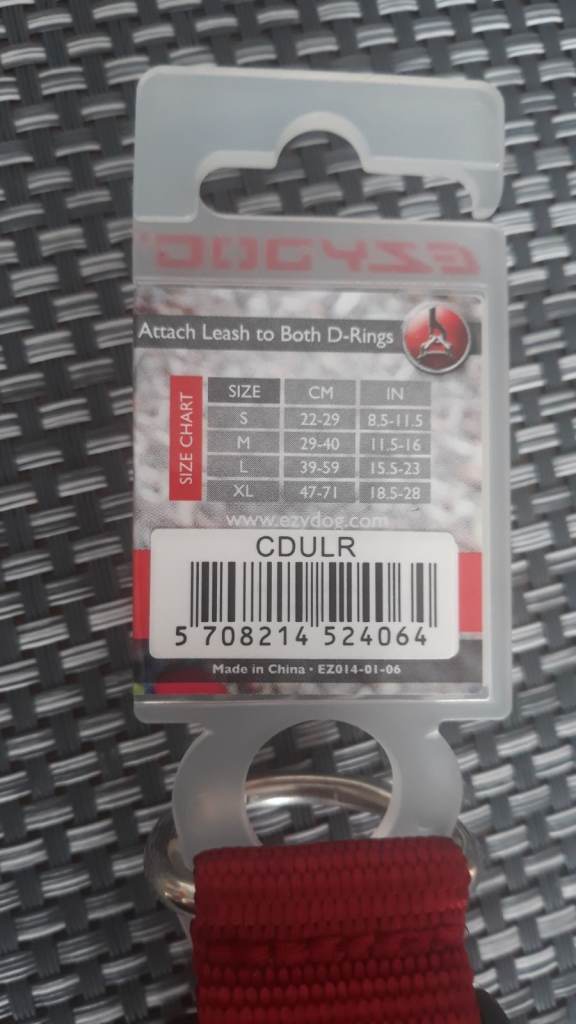 EZYDOG
Attach Leash to Both D-Rings
SIZE CHART
SIZE CM IN
S 22-29 8.5-11.5
M 29-40 11.5-16
L 39-59 15.5-23
XL 47-71 18.5-28
www.ezydog.com
CDULR
5 708214 524064
Made in China • EZ014-01-06